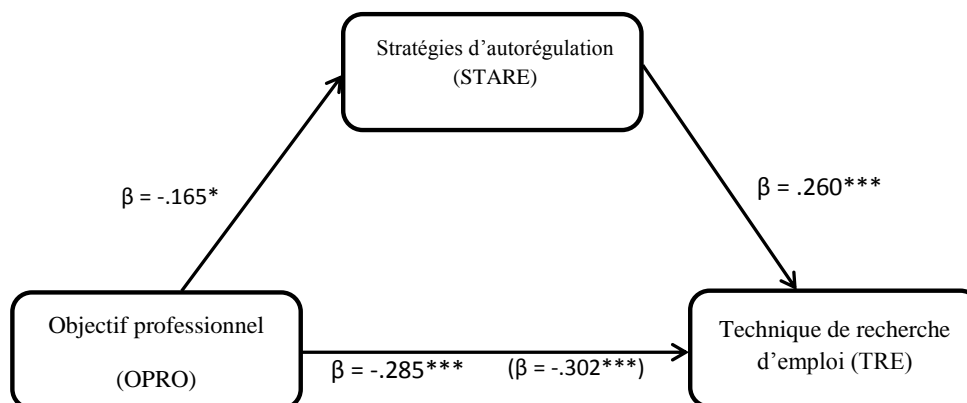 Stratégies d’autorégulation
(STARE)
β = -.165*
β = .260***
Objectif professionnel
(OPRO)
β = -.285***
(β = -.302***)
Technique de recherche
d’emploi (TRE)